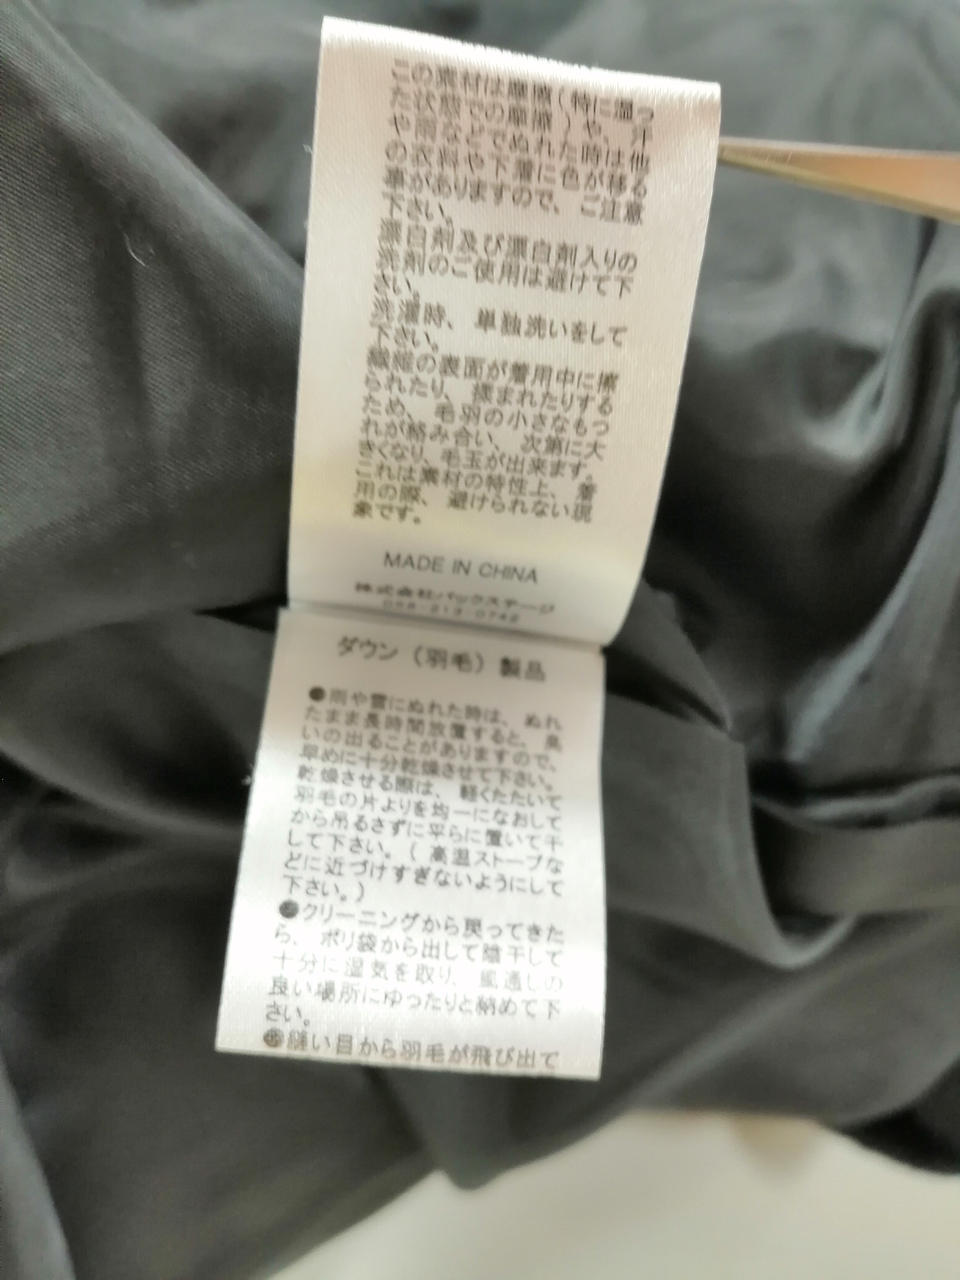 この素材は摩擦(特に湿っ
た状態での摩擦)や、汗
や雨などでぬれた時は他
の衣料や下着に色が移る
事がありますので、ご注意
下さい。
漂白剤及び漂白剤入りの
洗剤のご使用は避けて下
さい。
洗濯時、単独洗いをして
下さい。
繊維の表面が着用中に擦
られたり、揉まれたりする
ため、毛羽の小さなもつ
れが絡み合い、次第に大
きくなり、毛玉が出来ます。
これは素材の特性上、着
用の際、避けられない現
象です。
MADE IN CHINA
株式会社バックステージ
058-213-0742
ダウン(羽毛)製品
●雨や雪にぬれた時は、ぬれ
たまま長時間放置すると、臭
いの出ることがありますので、
早めに十分乾燥させて下さい。
乾燥させる際は、軽くたたいて
羽毛の片よりを均一になおして
から吊るさずに平らに置いて干
して下さい。(高温ストーブな
どに近づけすぎないようにして
下さい。)
●クリーニングから戻ってきた
ら、ポリ袋から出して陰干して
十分に湿気を取り、風通しの
良い場所にゆったりと納めて下
さい。
●縫い目から羽毛が飛び出て